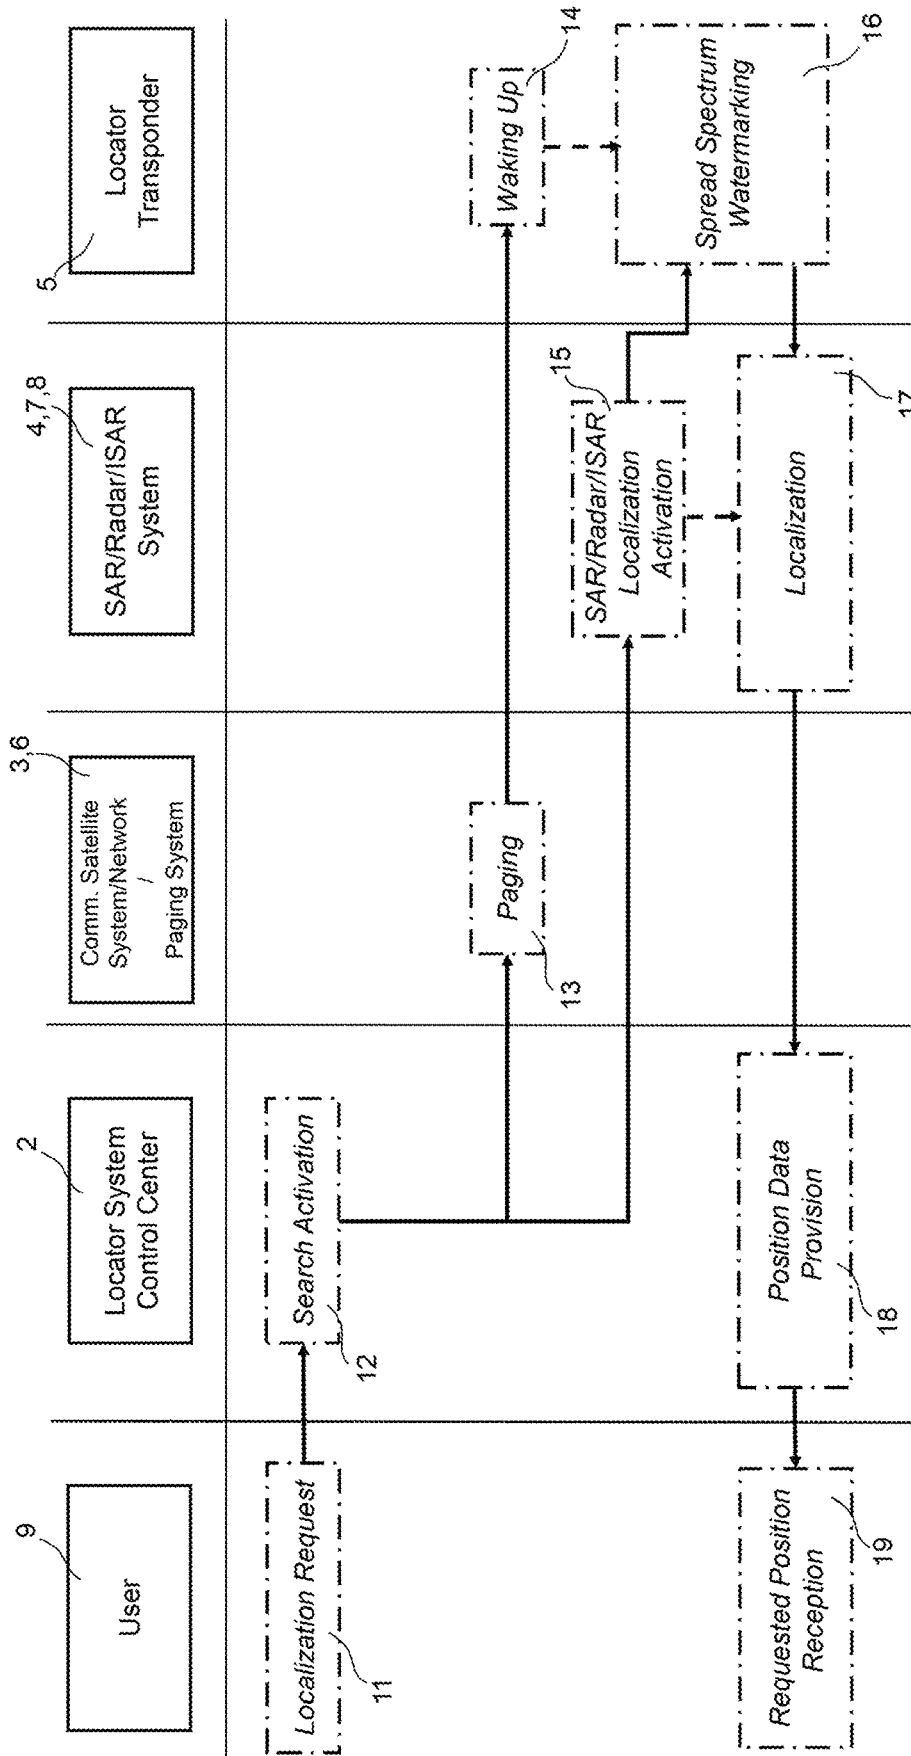 9
User
2
Locator System
Control Center
3,6
Comm. Satellite
System/Network
/
Paging System
4,7,8
SAR/Radar/ISAR
System
5
Locator
Transponder
Localization Request
11
Search Activation
12
Paging
13
Waking Up
14
SAR/Radar/ISAR
Localization
Activation
15
Spread Spectrum
Watermarking
16
Localization
17
Position Data
Provision
18
Requested Position
Reception
19